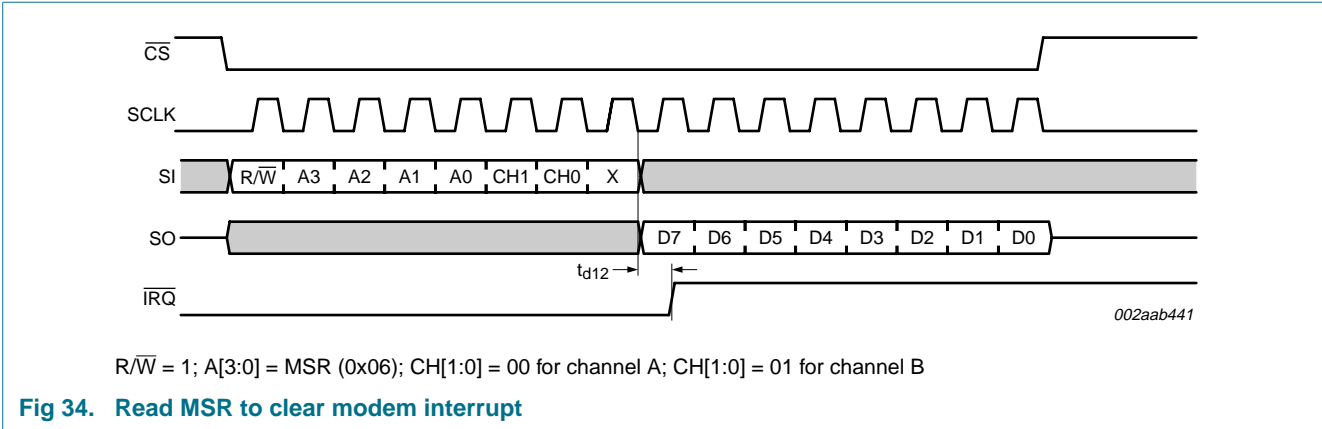 C̅S̅
SCLK
SI R/W̅ A3 A2 A1 A0 CH1 CH0 X
SO D7 D6 D5 D4 D3 D2 D1 D0
td12
I̅R̅Q̅
002aab441
R/W̅ = 1; A[3:0] = MSR (0x06); CH[1:0] = 00 for channel A; CH[1:0] = 01 for channel B
Fig 34. Read MSR to clear modem interrupt